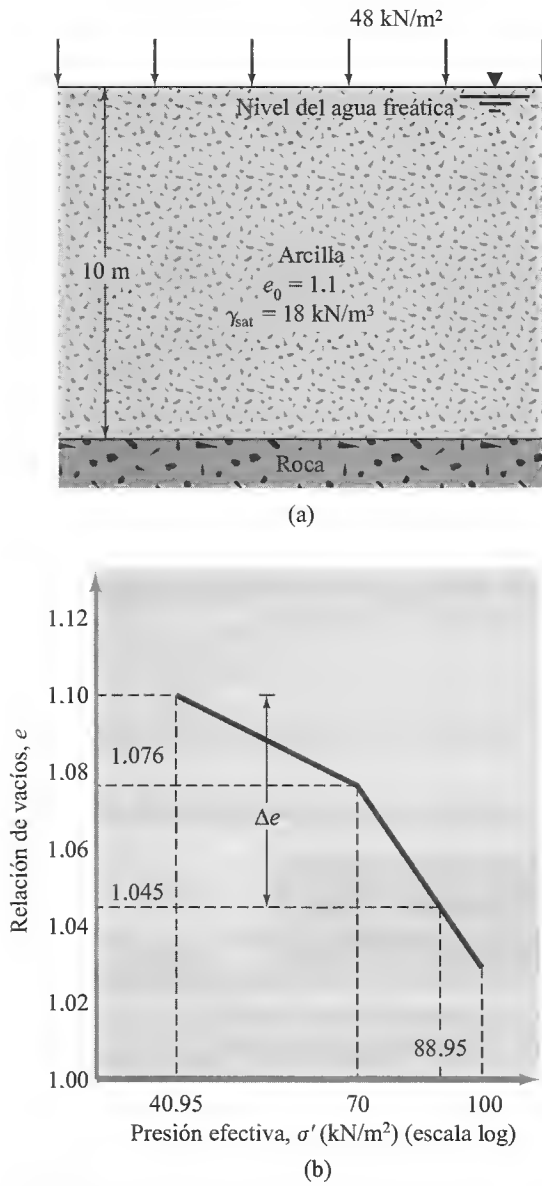 48 kN/m²
Nivel del agua freática
10 m
Arcilla
e₀ = 1.1
γsat = 18 kN/m³
Roca
(a)
1.12
1.10
1.076
1.08
Δe
1.06
1.045
1.04
1.02
88.95
1.00
40.95 70 100
Relación de vacíos, e
Presión efectiva, σ′ (kN/m²) (escala log)
(b)